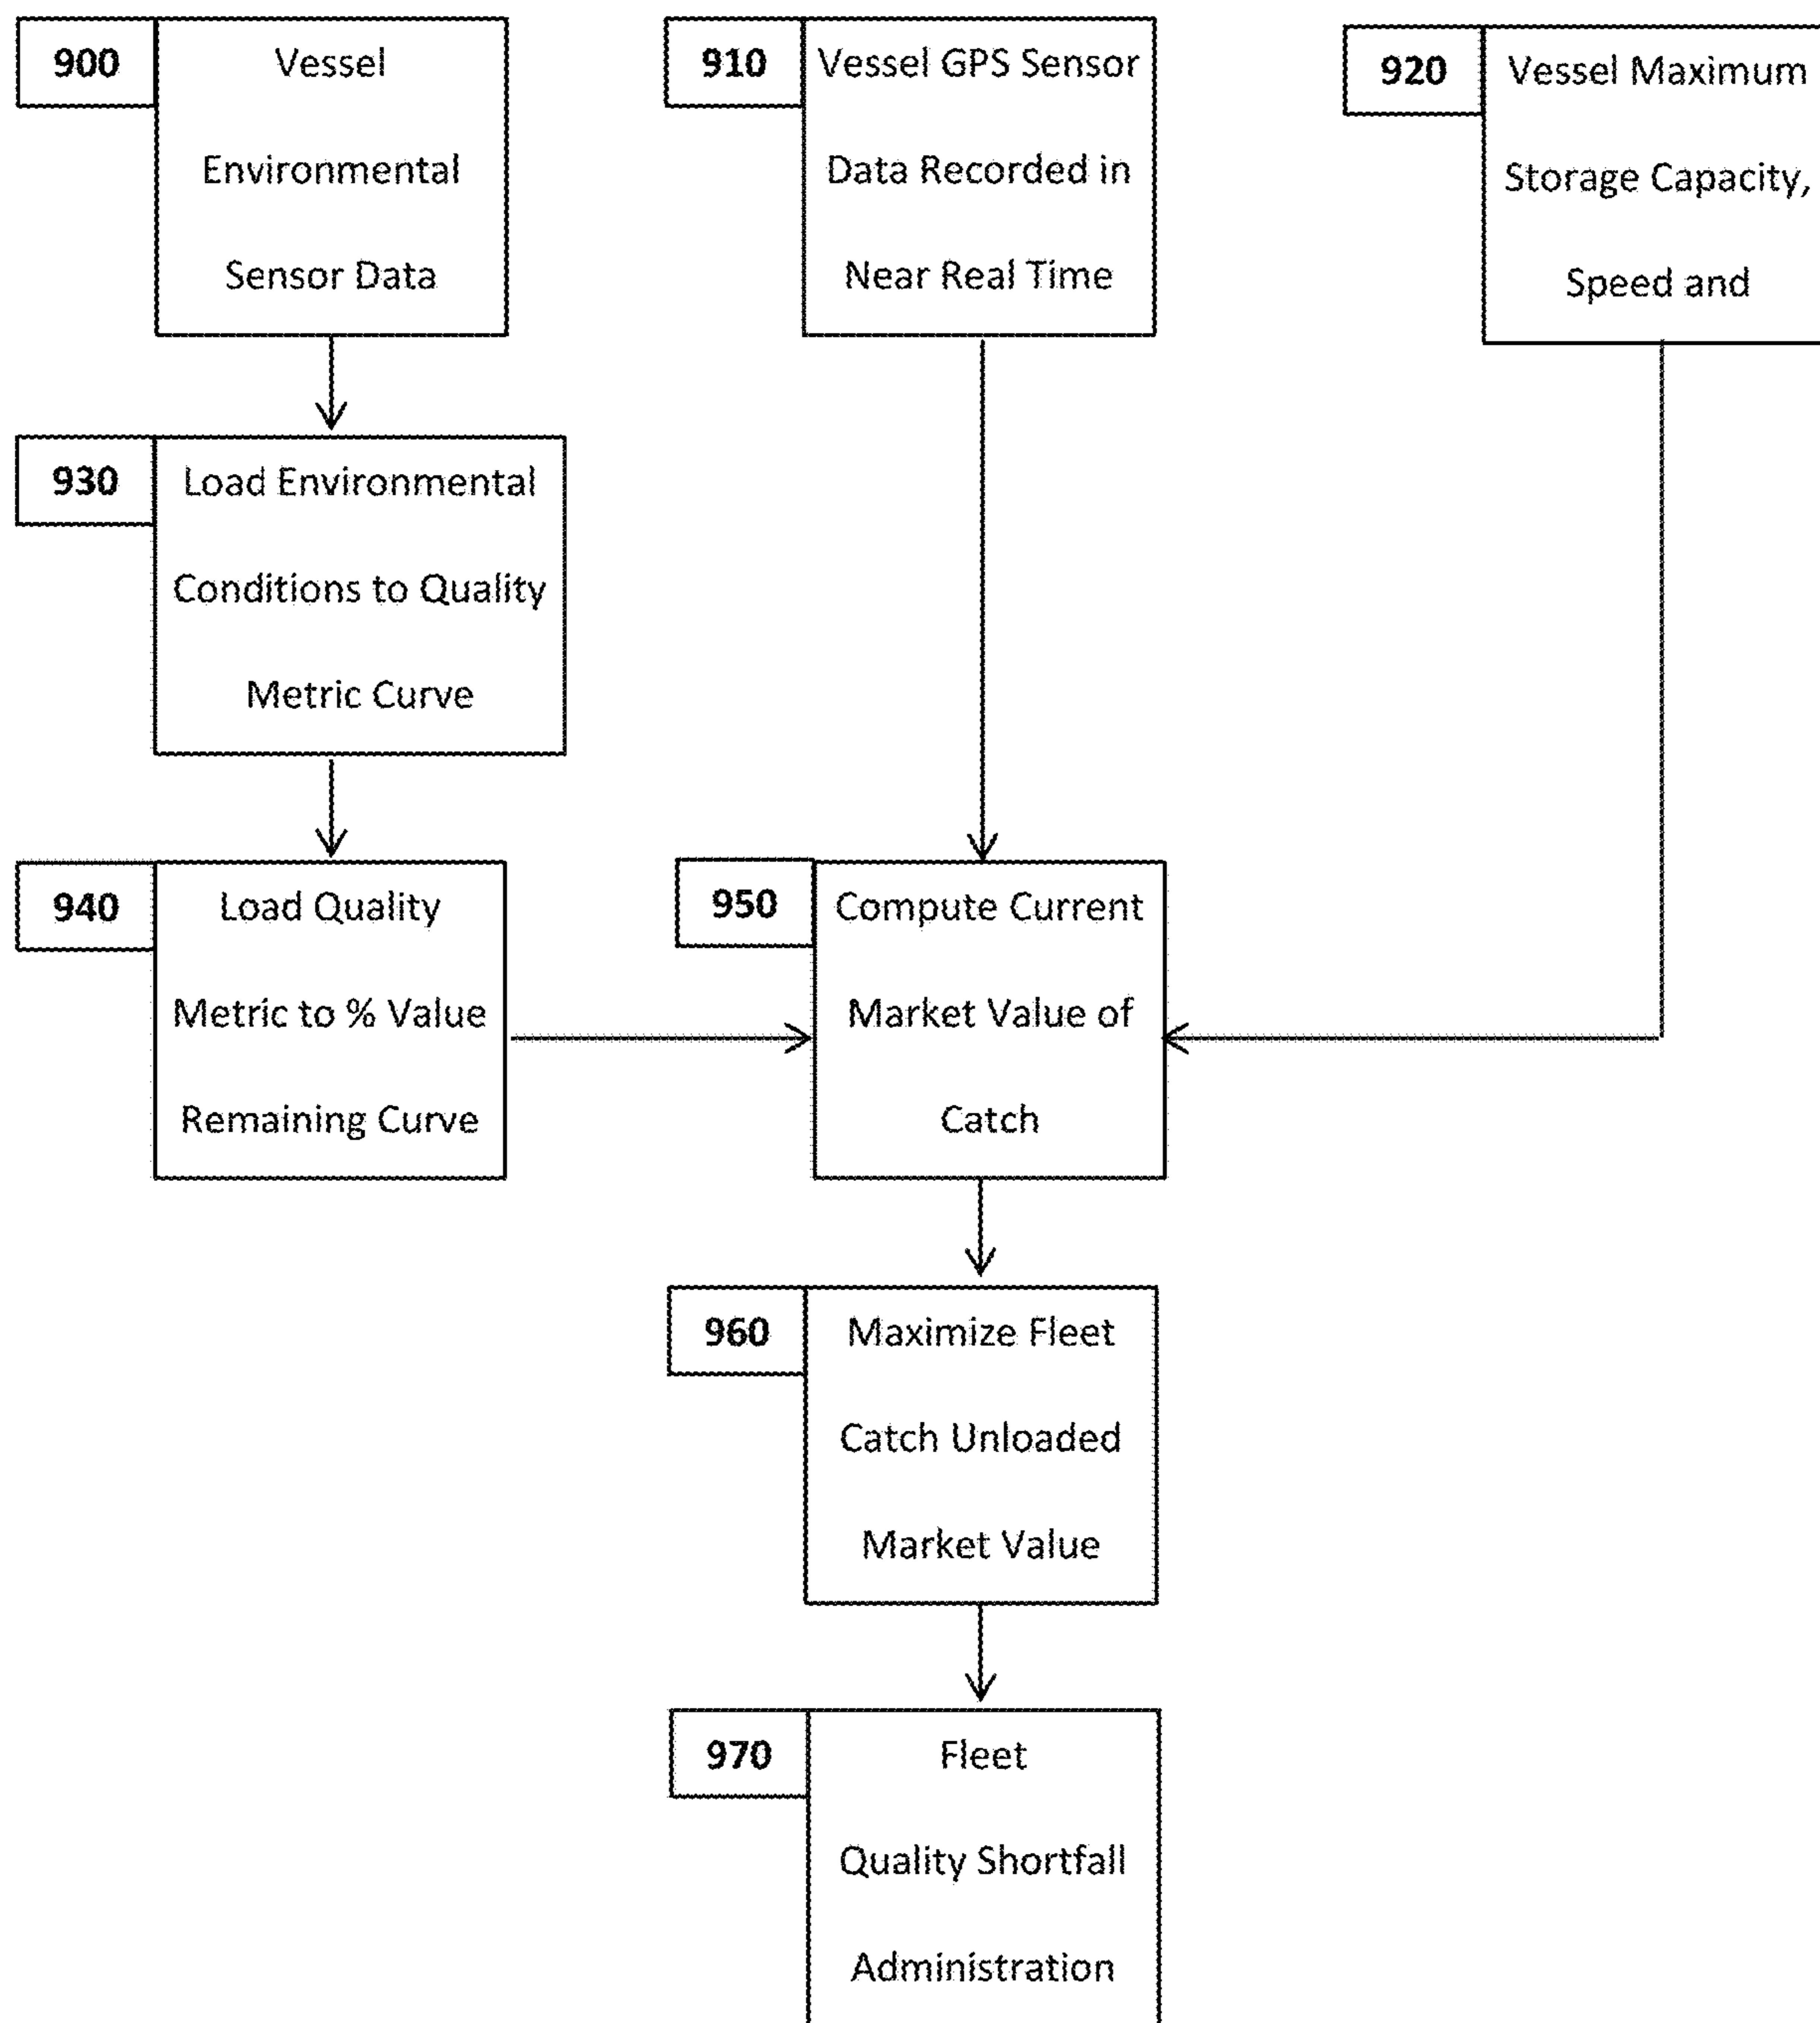 900
Vessel
Environmental
Sensor Data
910
Vessel GPS Sensor
Data Recorded in
Near Real Time
920
Vessel Maximum
Storage Capacity,
Speed and
930
Load Environmental
Conditions to Quality
Metric Curve
940
Load Quality
Metric to % Value
Remaining Curve
950
Compute Current
Market Value of
Catch
960
Maximize Fleet
Catch Unloaded
Market Value
970
Fleet
Quality Shortfall
Administration